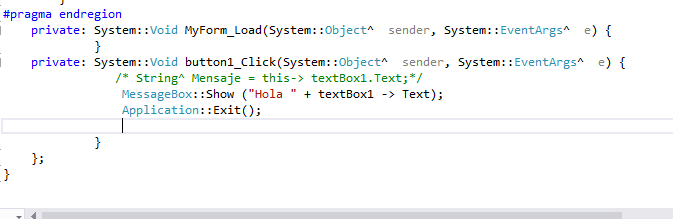 #pragma endregion
private: System::Void MyForm_Load(System::Object^ sender, System::EventArgs^ e) {
}
private: System::Void button1_Click(System::Object^ sender, System::EventArgs^ e) {
/* String^ Mensaje = this-> textBox1.Text;*/
MessageBox::Show ("Hola " + textBox1 -> Text);
Application::Exit();
}
};
}